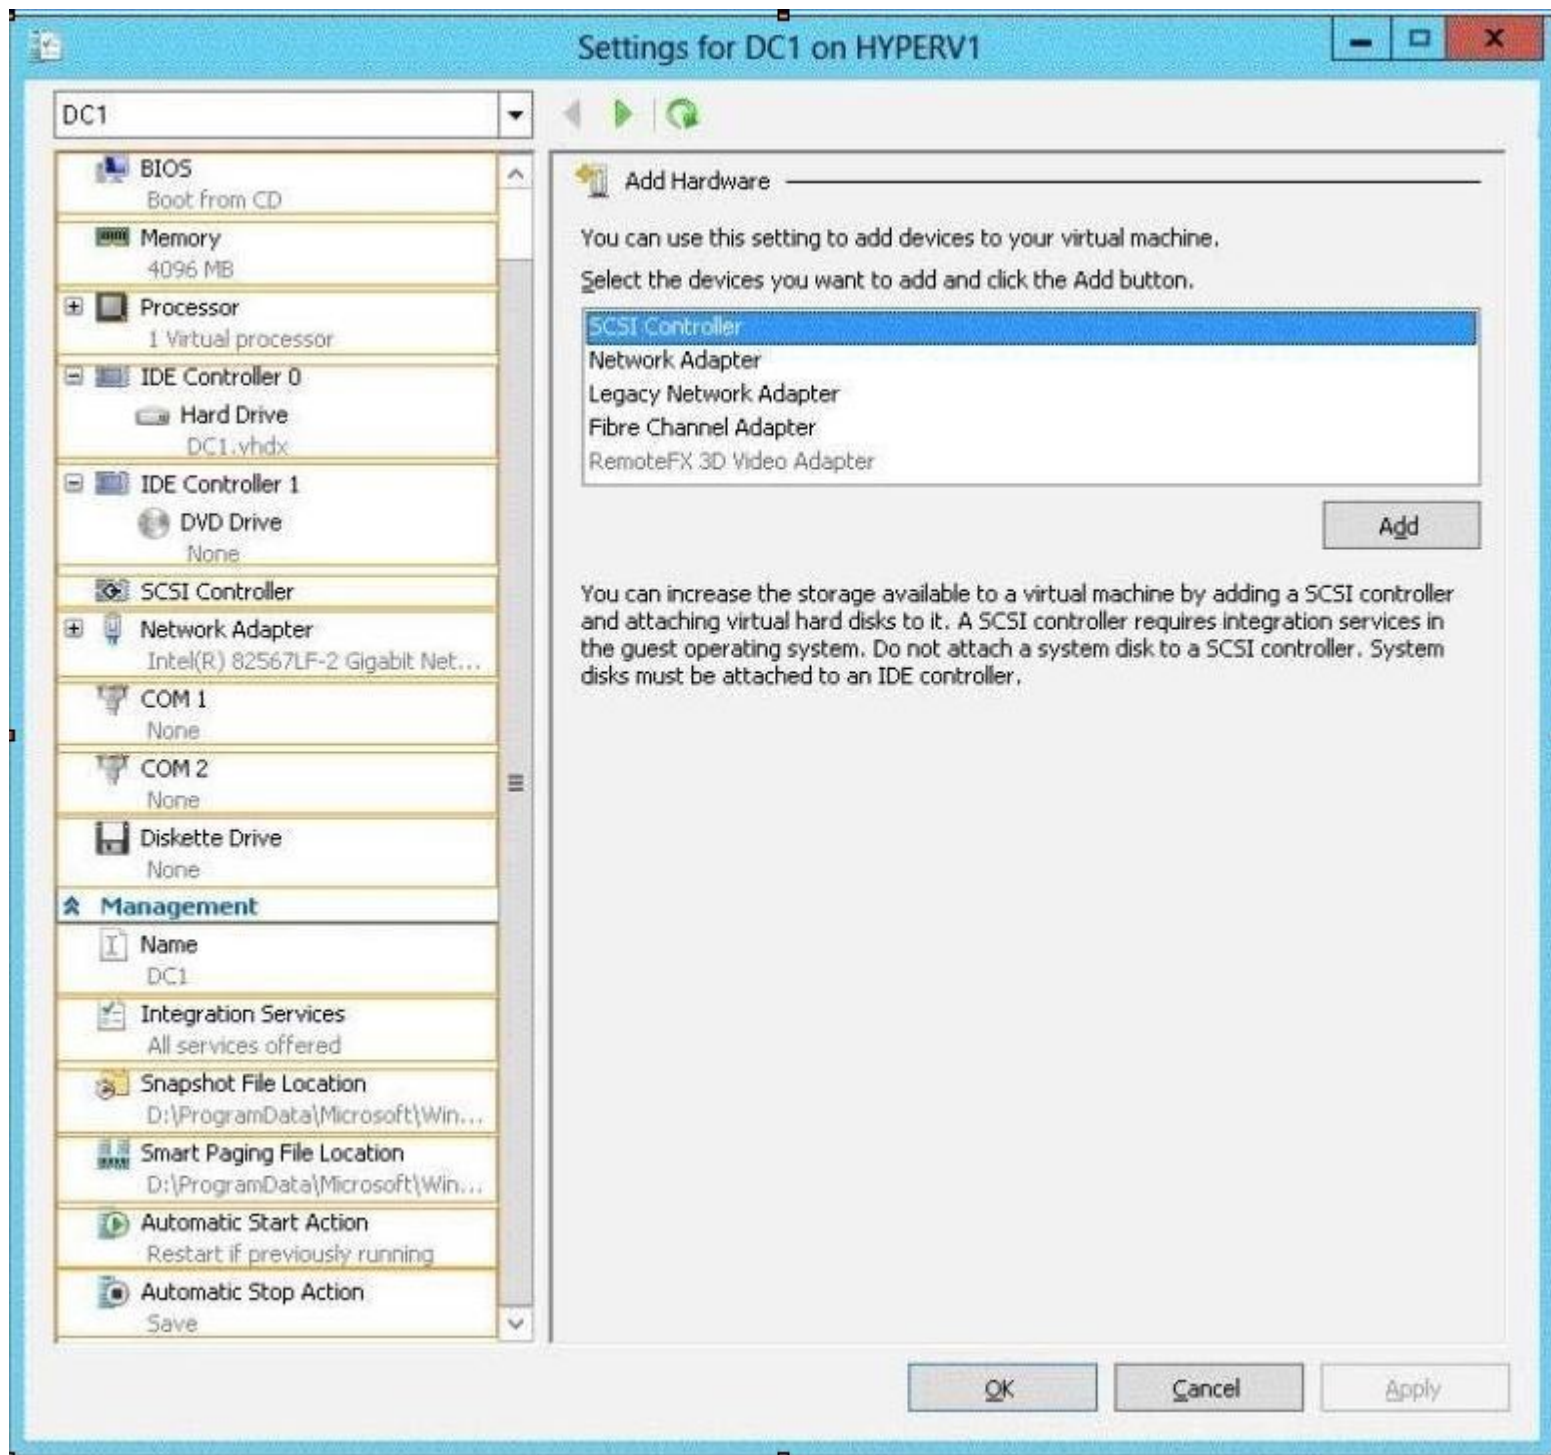 Settings for DC1 on HYPERV1
DC1
BIOS
Boot from CD
Memory
4096 MB
Processor
1 Virtual processor
IDE Controller 0
Hard Drive
DC1.vhdx
IDE Controller 1
DVD Drive
None
SCSI Controller
Network Adapter
Intel(R) 82567LF-2 Gigabit Net...
COM 1
None
COM 2
None
Diskette Drive
None
Management
Name
DC1
Integration Services
All services offered
Snapshot File Location
D:\ProgramData\Microsoft\Win...
Smart Paging File Location
D:\ProgramData\Microsoft\Win...
Automatic Start Action
Restart if previously running
Automatic Stop Action
Save
Add Hardware
You can use this setting to add devices to your virtual machine.
Select the devices you want to add and click the Add button.
SCSI Controller
Network Adapter
Legacy Network Adapter
Fibre Channel Adapter
RemoteFX 3D Video Adapter
Add
You can increase the storage available to a virtual machine by adding a SCSI controller
and attaching virtual hard disks to it. A SCSI controller requires integration services in
the guest operating system. Do not attach a system disk to a SCSI controller. System
disks must be attached to an IDE controller.
OK
Cancel
Apply